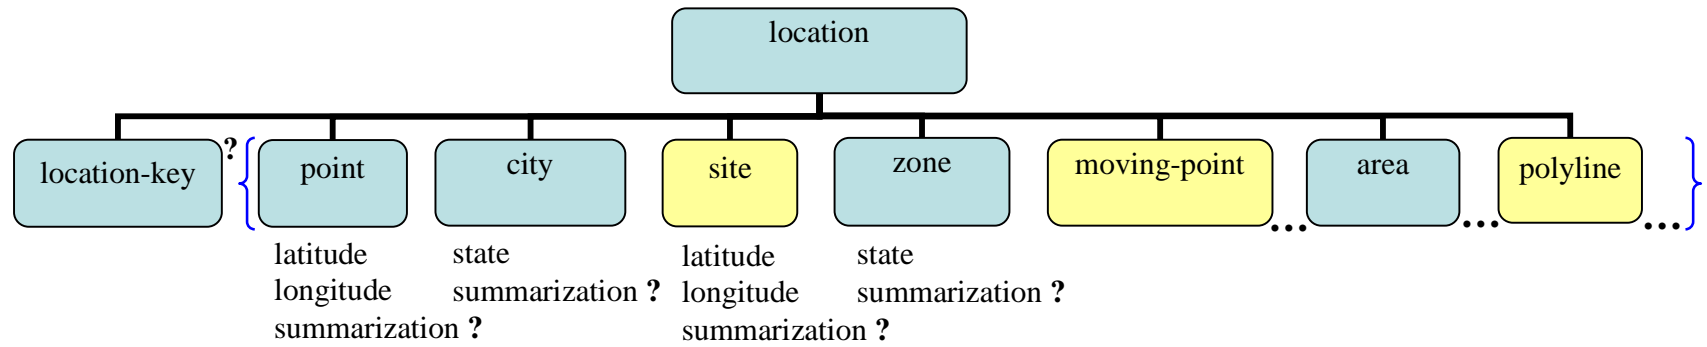 location
location-key
?
point
city
site
zone
moving-point
...
area
...
polyline
...
latitude
longitude
summarization ?
state
summarization ?
latitude
longitude
summarization ?
state
summarization ?